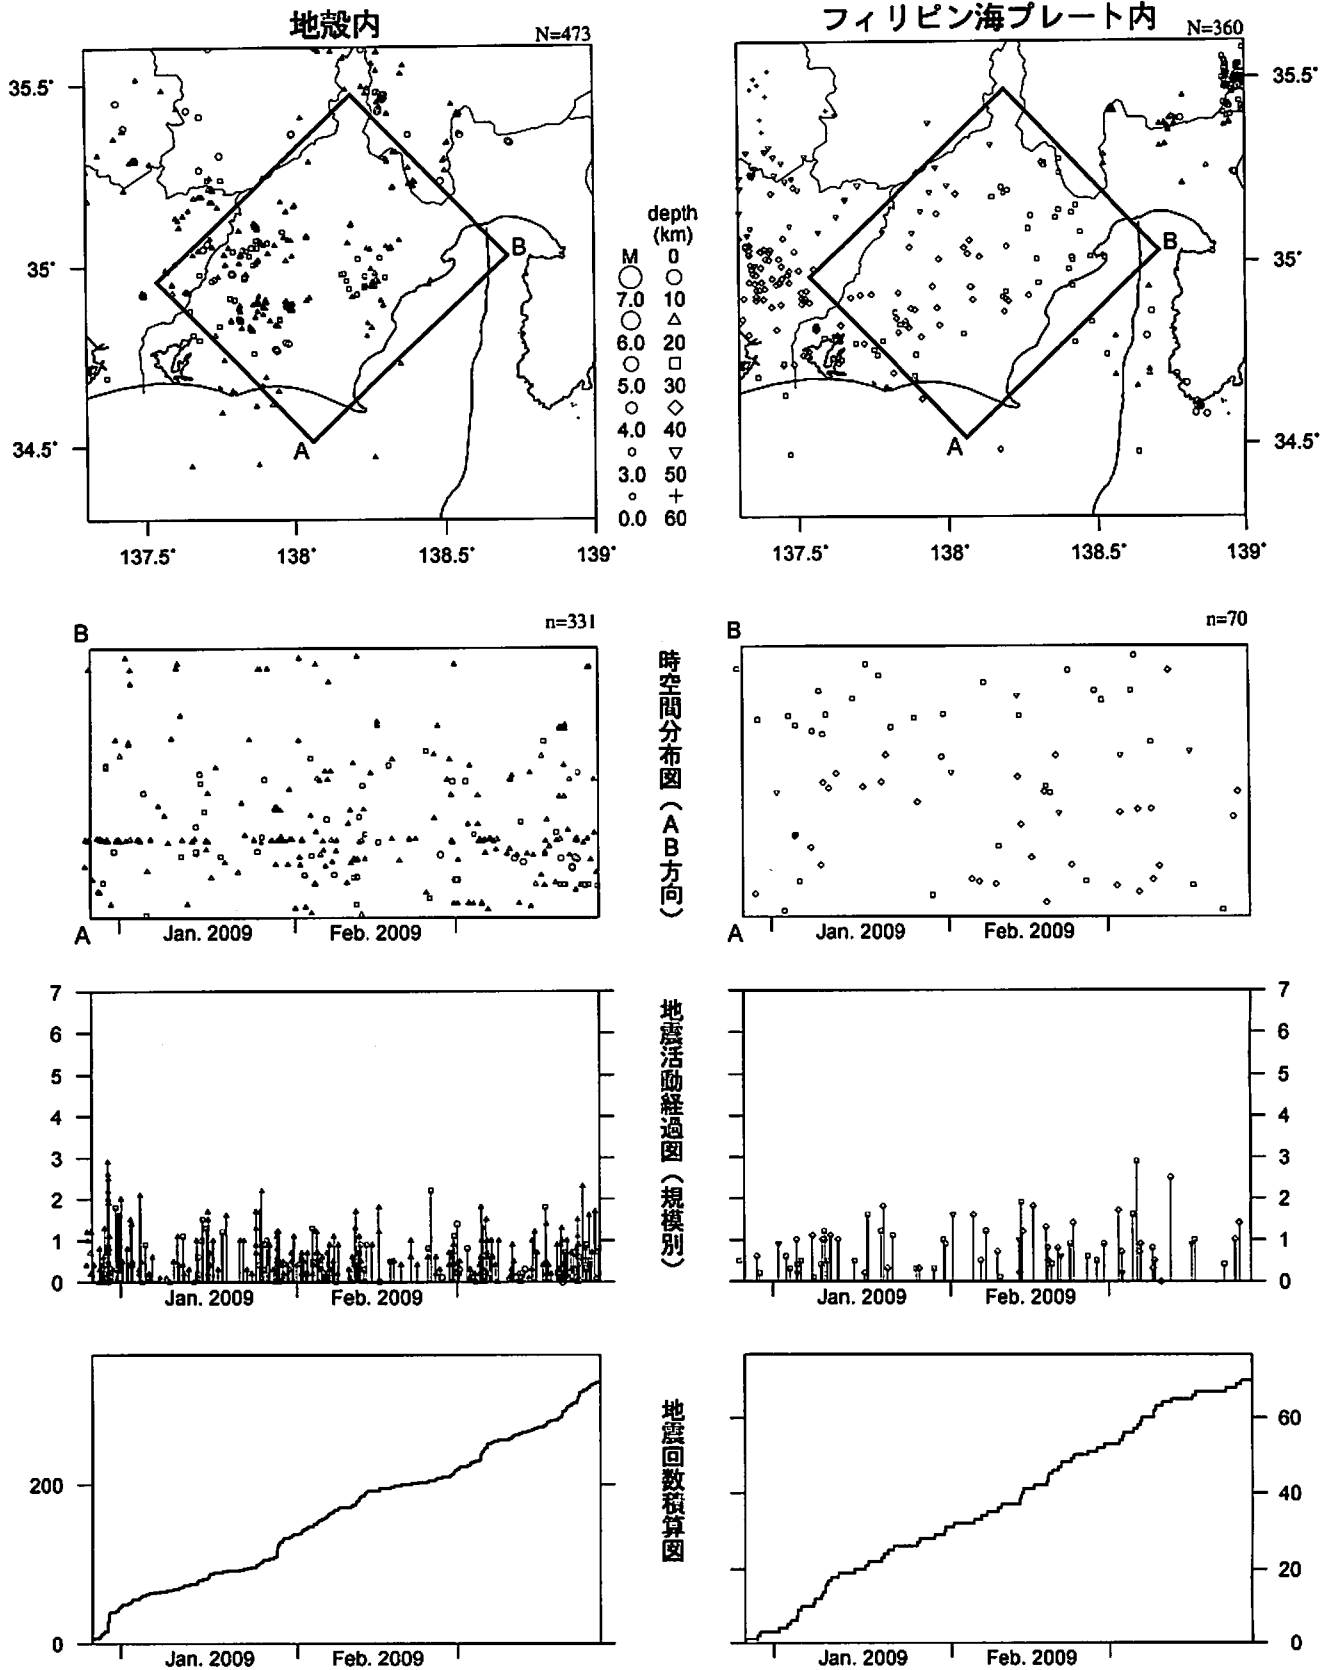 地殻内
N=473
フィリピン海プレート内
N=360
35.5°
35°
34.5°
137.5°
138°
138.5°
139°
A
B
depth
(km)
M
0
7.0
10
6.0
20
5.0
30
4.0
40
3.0
50
0.0
60
35.5°
35°
34.5°
137.5°
138°
138.5°
139°
A
B
B
n=331
A
Jan. 2009
Feb. 2009
時空間分布図(AB方向)
B
n=70
A
Jan. 2009
Feb. 2009
7
6
5
4
3
2
1
0
Jan. 2009
Feb. 2009
地震活動経過図(規模別)
7
6
5
4
3
2
1
0
Jan. 2009
Feb. 2009
200
0
Jan. 2009
Feb. 2009
地震回数積算図
60
40
20
0
Jan. 2009
Feb. 2009